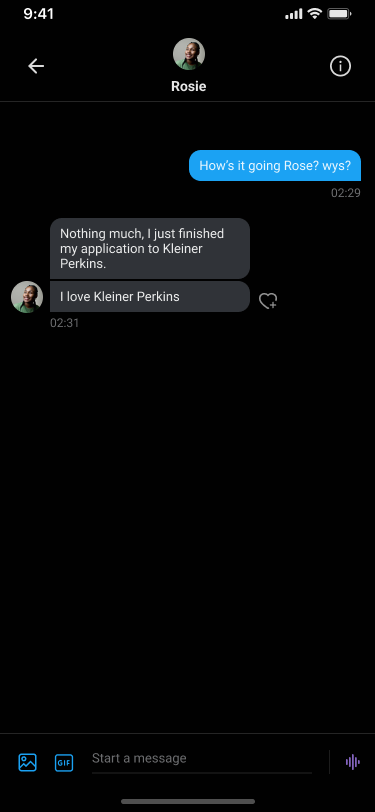 9:41
Rosie
How's it going Rose? wys?
02:29
Nothing much, I just finished
my application to Kleiner
Perkins.
I love Kleiner Perkins
02:31
GIF
Start a message